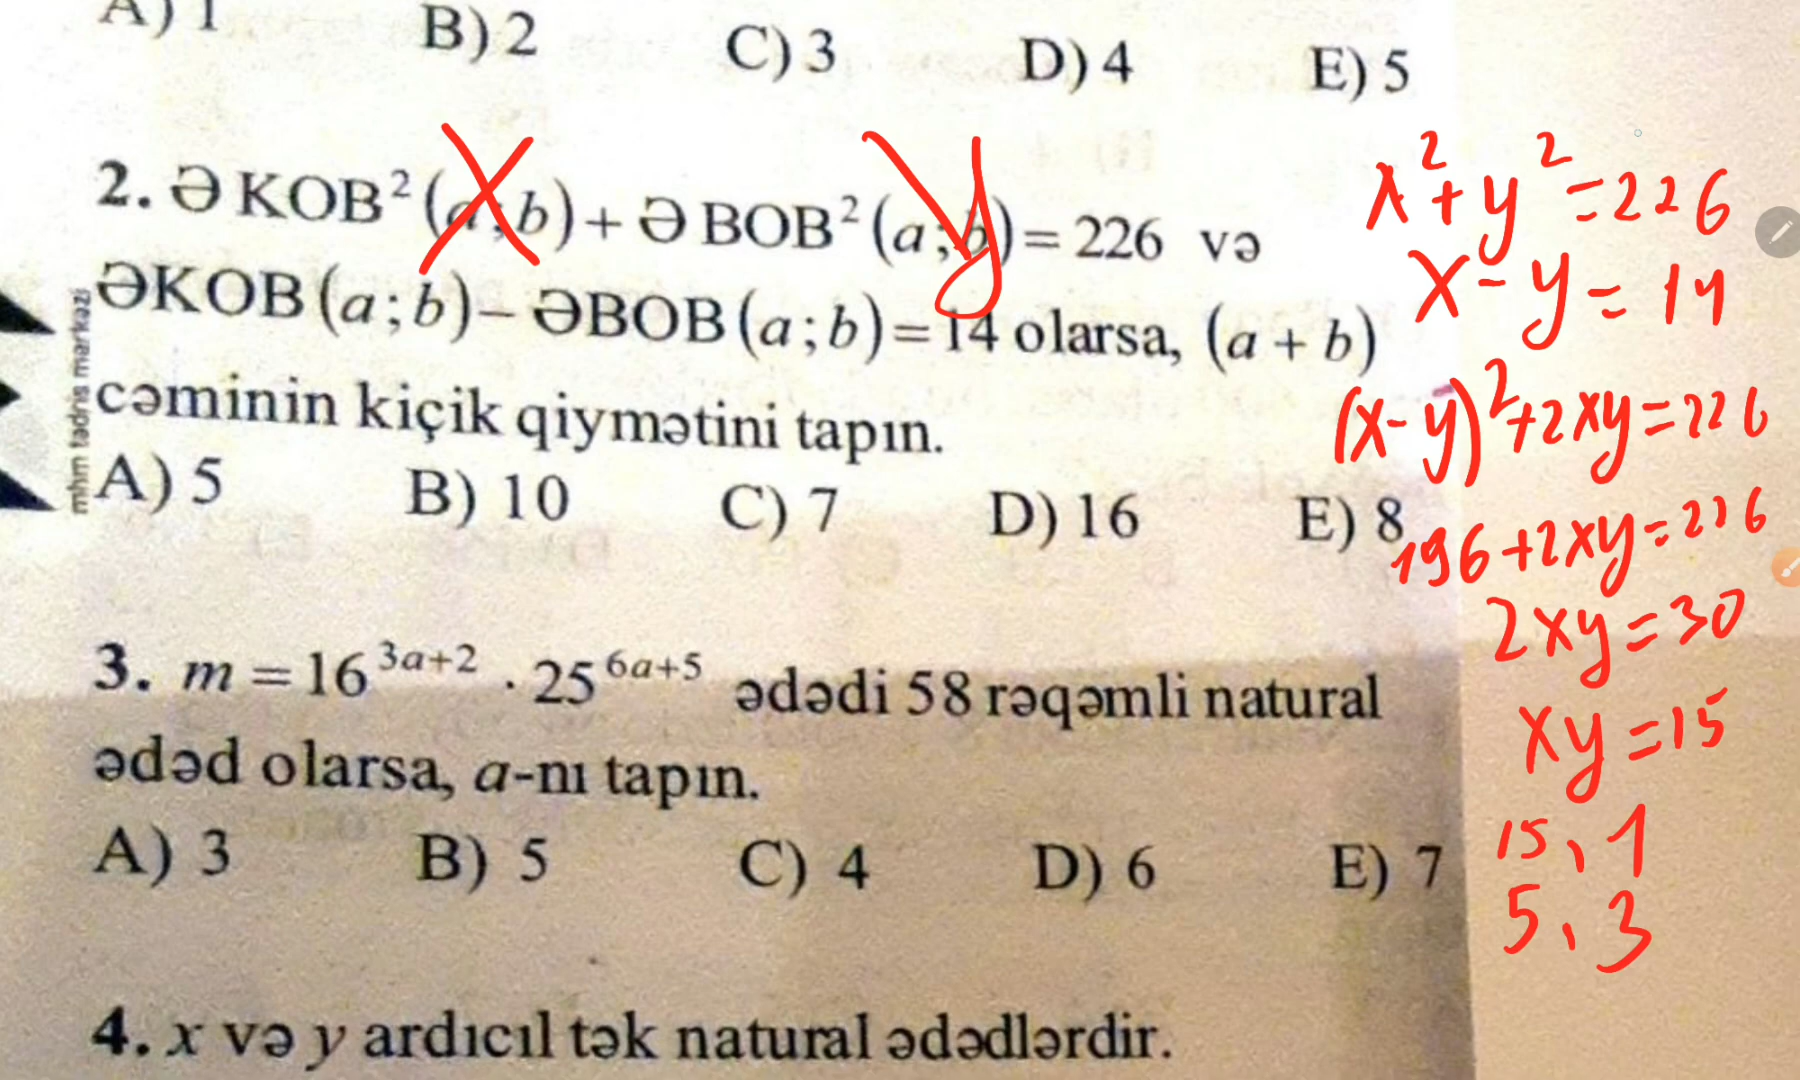 A) 1 B) 2 C) 3 D) 4 E) 5
2. ƏKOB²(a;b)+ƏBOB²(a;b)=226 və
ƏKOB(a;b)−ƏBOB(a;b)=14 olarsa, (a+b)
cəminin kiçik qiymətini tapın.
A) 5 B) 10 C) 7 D) 16 E) 8
3. m=16^{3a+2}·25^{6a+5} ədədi 58 rəqəmli natural
ədəd olarsa, a-nı tapın.
A) 3 B) 5 C) 4 D) 6 E) 7
4. x və y ardıcıl tək natural ədədlərdir.
mhm tədris mərkəzi
x y
x²+y²=226
x-y=14
(x-y)²+2xy=226
196+2xy=226
2xy=30
xy=15
15, 1
5, 3